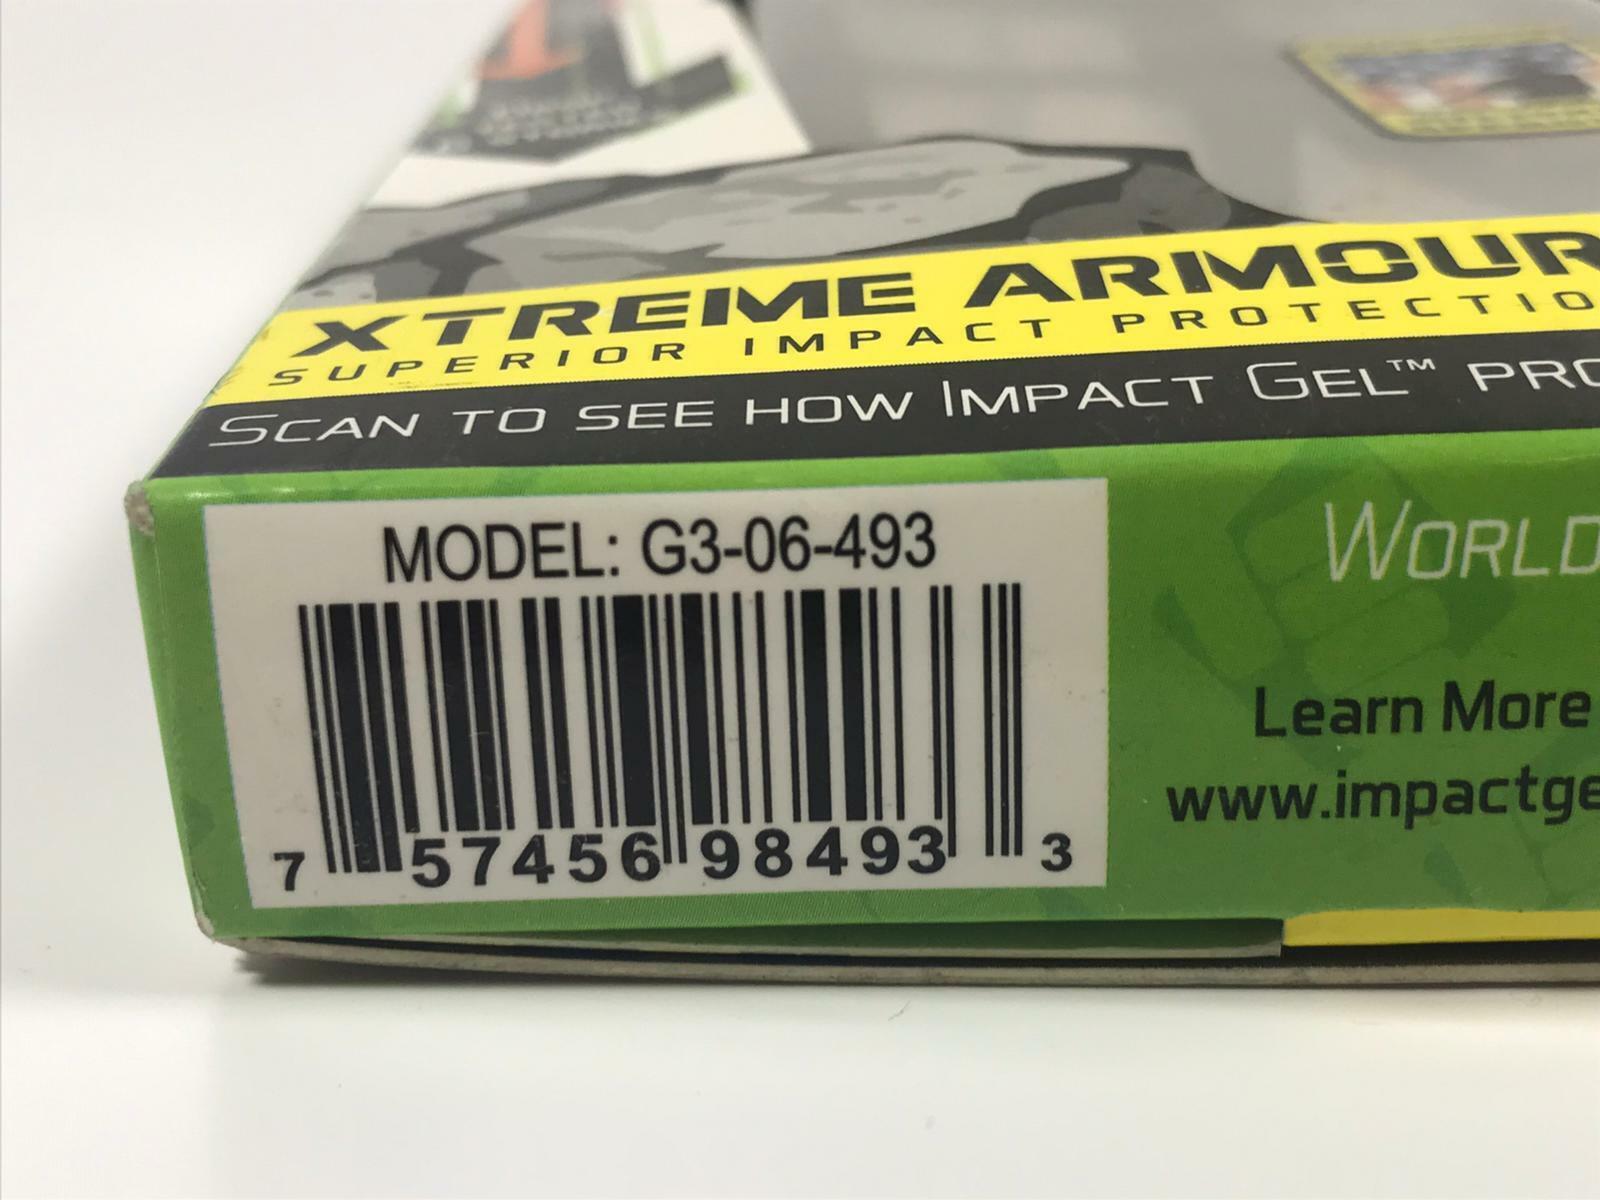 XTREME ARMOUR
SUPERIOR IMPACT PROTECTIO
SCAN TO SEE HOW IMPACT GEL™ PRO
MODEL: G3-06-493
7 57456 98493 3
WORLD
Learn More
www.impactge